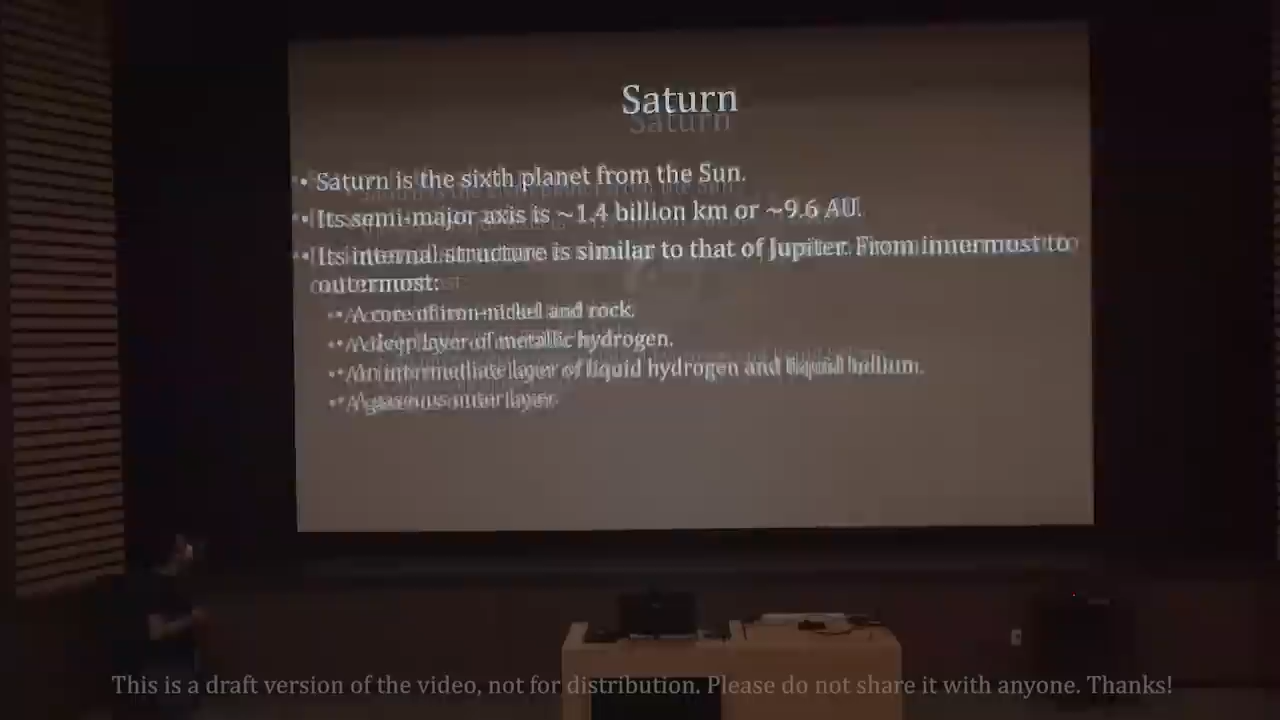 Saturn
• Saturn is the sixth planet from the Sun.
• Its semi-major axis is ~1.4 billion km or ~9.6 AU.
• Its internal structure is similar to that of Jupiter. From innermost to
outermost:
• A core of iron-nickel and rock.
• A deep layer of metallic hydrogen.
• An intermediate layer of liquid hydrogen and liquid helium.
• A gaseous outer layer.
This is a draft version of the video, not for distribution. Please do not share it with anyone. Thanks!